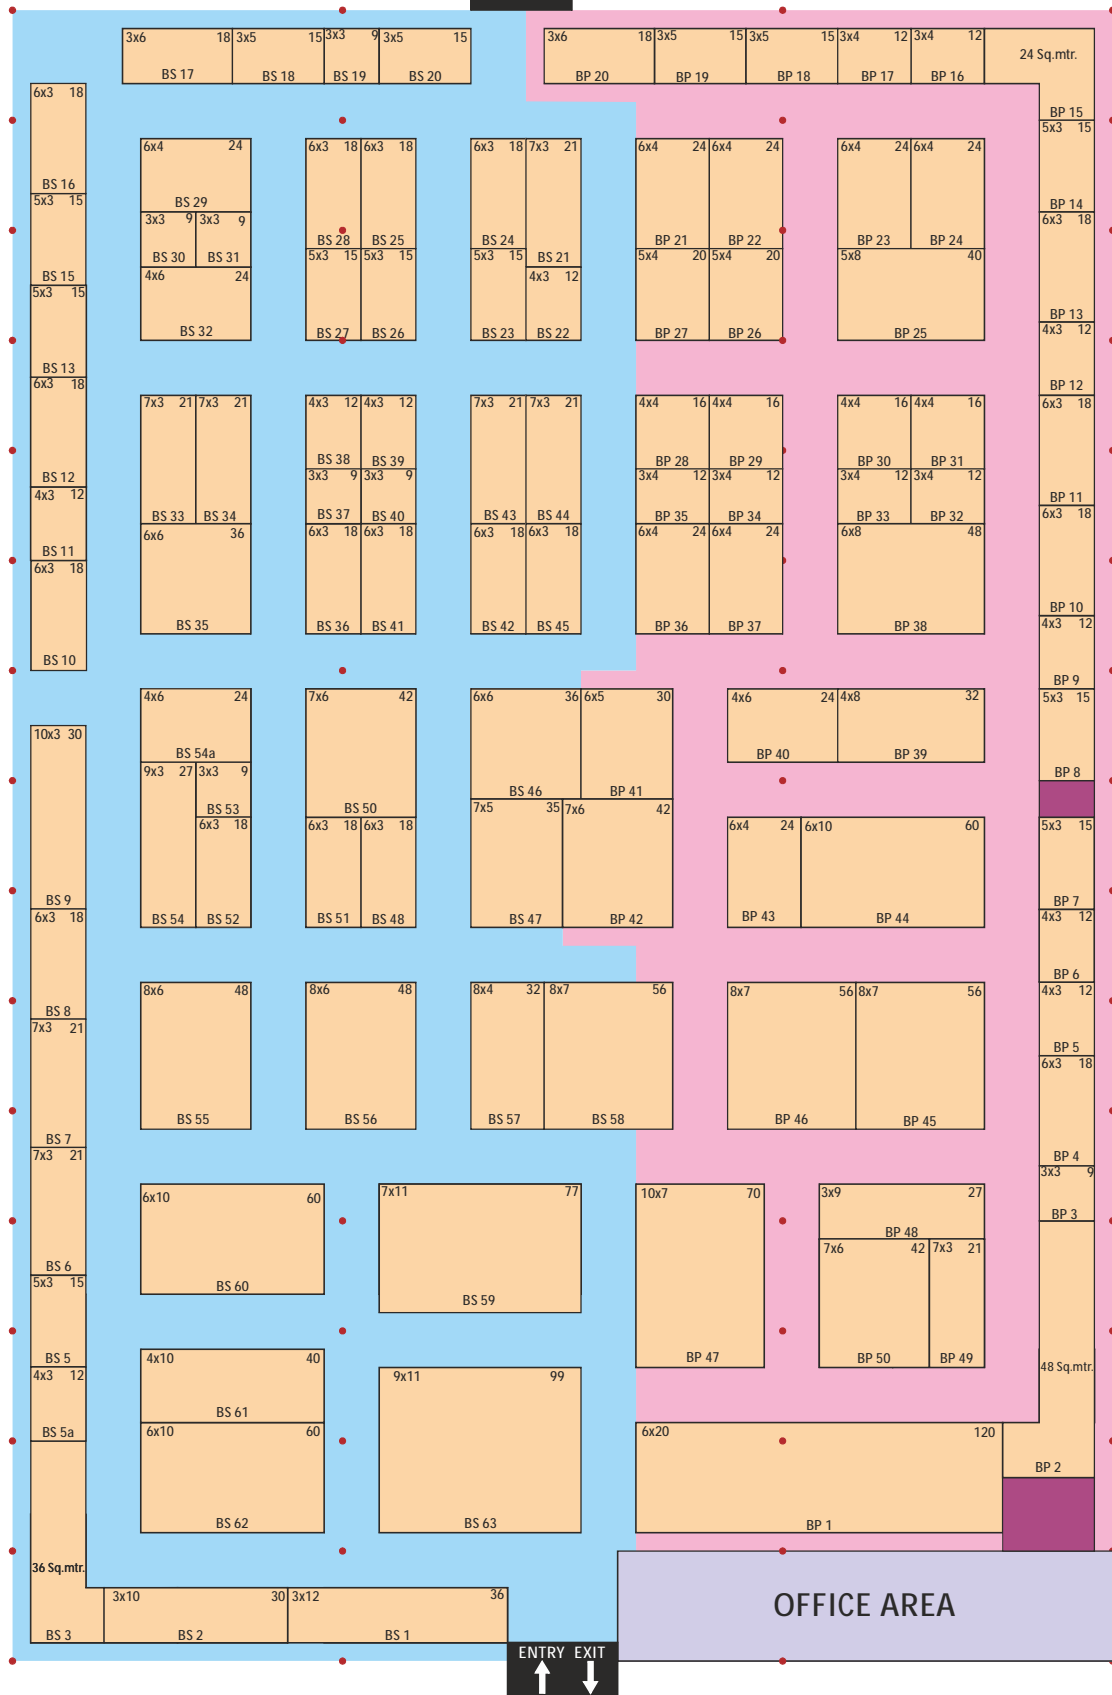 3x6 18 3x5 15 3x3 9 3x5 15
BS 17 BS 18 BS 19 BS 20
3x6 18 3x5 15 3x5 15 3x4 12 3x4 12
BP 20 BP 19 BP 18 BP 17 BP 16
24 Sq.mtr.
BP 15
6x3 18
BS 16
5x3 15
BS 15
5x3 15
BS 13
6x3 18
BS 12
4x3 12
BS 11
6x3 18
BS 10
6x4 24
BS 29
3x3 9 3x3 9
BS 30 BS 31
4x6 24
BS 32
6x3 18 6x3 18
BS 28 BS 25
5x3 15 5x3 15
BS 27 BS 26
6x3 18 7x3 21
BS 24 BS 21
5x3 15 4x3 12
BS 23 BS 22
6x4 24 6x4 24
BP 21 BP 22
5x4 20 5x4 20
BP 27 BP 26
6x4 24 6x4 24
BP 23 BP 24
5x8 40
BP 25
5x3 15
BP 14
6x3 18
BP 13
4x3 12
BP 12
6x3 18
BP 11
6x3 18
BP 10
4x3 12
BP 9
5x3 15
BP 8
7x3 21 7x3 21
BS 33 BS 34
6x6 36
BS 35
4x3 12 4x3 12
BS 38 BS 39
3x3 9 3x3 9
BS 37 BS 40
6x3 18 6x3 18
BS 36 BS 41
7x3 21 7x3 21
BS 43 BS 44
6x3 18 6x3 18
BS 42 BS 45
4x4 16 4x4 16
BP 28 BP 29
3x4 12 3x4 12
BP 35 BP 34
6x4 24 6x4 24
BP 36 BP 37
4x4 16 4x4 16
BP 30 BP 31
3x4 12 3x4 12
BP 33 BP 32
6x8 48
BP 38
10x3 30
BS 9
6x3 18
BS 8
7x3 21
BS 7
7x3 21
BS 6
5x3 15
BS 5
4x3 12
BS 5a
4x6 24
BS 54a
9x3 27 3x3 9
BS 53
6x3 18
BS 54 BS 52
7x6 42
BS 50
6x3 18 6x3 18
BS 51 BS 48
6x6 36 6x5 30
BS 46 BP 41
7x5 35 7x6 42
BS 47 BP 42
4x6 24 4x8 32
BP 40 BP 39
6x4 24 6x10 60
BP 43 BP 44
5x3 15
BP 7
4x3 12
BP 6
4x3 12
BP 5
6x3 18
BP 4
3x3 9
BP 3
8x6 48
BS 55
8x6 48
BS 56
8x4 32 8x7 56
BS 57 BS 58
8x7 56 8x7 56
BP 46 BP 45
6x10 60
BS 60
7x11 77
BS 59
10x7 70
BP 47
3x9 27
BP 48
7x6 42 7x3 21
BP 50 BP 49
4x10 40
BS 61
6x10 60
BS 62
9x11 99
BS 63
48 Sq.mtr.
BP 2
6x20 120
BP 1
36 Sq.mtr.
BS 3
3x10 30 3x12 36
BS 2 BS 1
OFFICE AREA
ENTRY EXIT